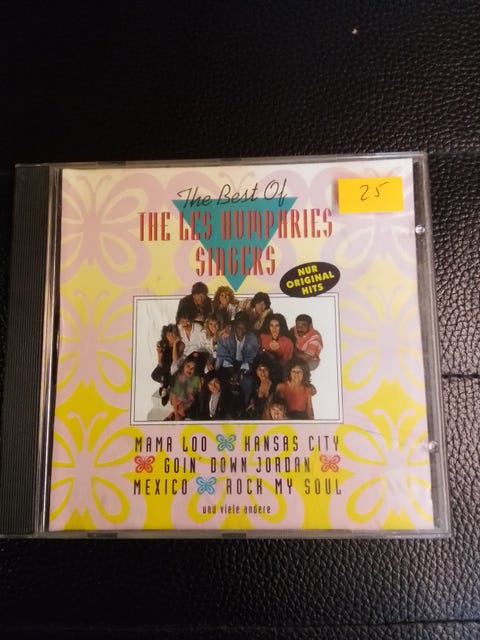 The Best Of
THE LES HUMPHRIES
SINGERS
25
NUR
ORIGINAL
HITS
MAMA LOO KANSAS CITY
GOIN' DOWN JORDAN
MEXICO ROCK MY SOUL
und viele andere